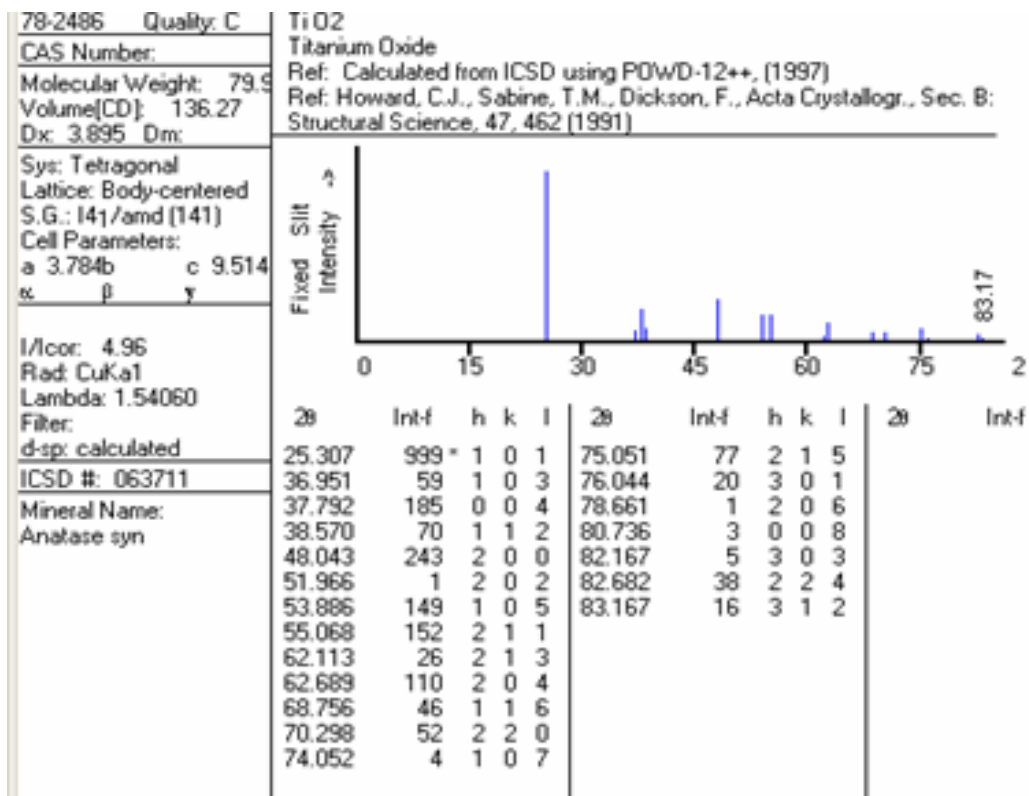 78-2486 Quality: C
CAS Number:
Molecular Weight: 79.9
Volume[CD]: 136.27
Dx: 3.895 Dm:
Sys: Tetragonal
Lattice: Body-centered
S.G.: I41/amd (141)
Cell Parameters:
a 3.784b c 9.514
α β γ
I/Icor: 4.96
Rad: CuKa1
Lambda: 1.54060
Filter:
d-sp: calculated
ICSD #: 063711
Mineral Name:
Anatase syn
Ti O2
Titanium Oxide
Ref: Calculated from ICSD using POWD-12++, (1997)
Ref: Howard, C.J., Sabine, T.M., Dickson, F., Acta Crystallogr., Sec. B:
Structural Science, 47, 462 (1991)
Fixed Slit
Intensity ->
83.17
0 15 30 45 60 75 2
2θ Int-f h k l
25.307 999 * 1 0 1
36.951 59 1 0 3
37.792 185 0 0 4
38.570 70 1 1 2
48.043 243 2 0 0
51.966 1 2 0 2
53.886 149 1 0 5
55.068 152 2 1 1
62.113 26 2 1 3
62.689 110 2 0 4
68.756 46 1 1 6
70.298 52 2 2 0
74.052 4 1 0 7
2θ Int-f h k l
75.051 77 2 1 5
76.044 20 3 0 1
78.661 1 2 0 6
80.736 3 0 0 8
82.167 5 3 0 3
82.682 38 2 2 4
83.167 16 3 1 2
2θ Int-f